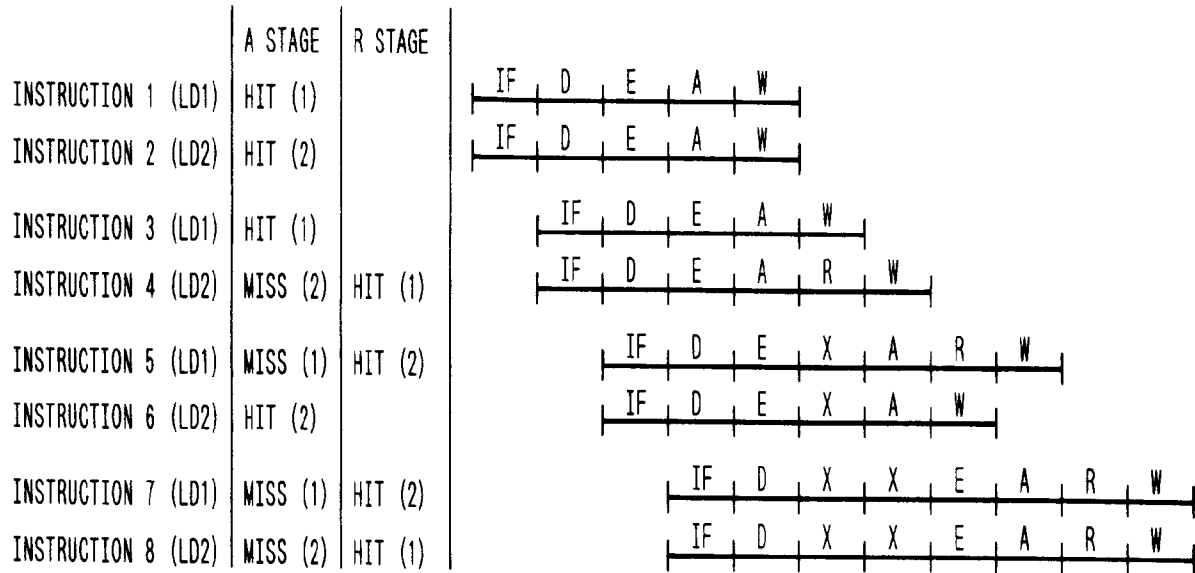 A STAGE R STAGE
INSTRUCTION 1 (LD1) HIT (1) IF D E A W
INSTRUCTION 2 (LD2) HIT (2) IF D E A W
INSTRUCTION 3 (LD1) HIT (1) IF D E A W
INSTRUCTION 4 (LD2) MISS (2) HIT (1) IF D E A R W
INSTRUCTION 5 (LD1) MISS (1) HIT (2) IF D E X A R W
INSTRUCTION 6 (LD2) HIT (2) IF D E X A W
INSTRUCTION 7 (LD1) MISS (1) HIT (2) IF D X X E A R W
INSTRUCTION 8 (LD2) MISS (2) HIT (1) IF D X X E A R W